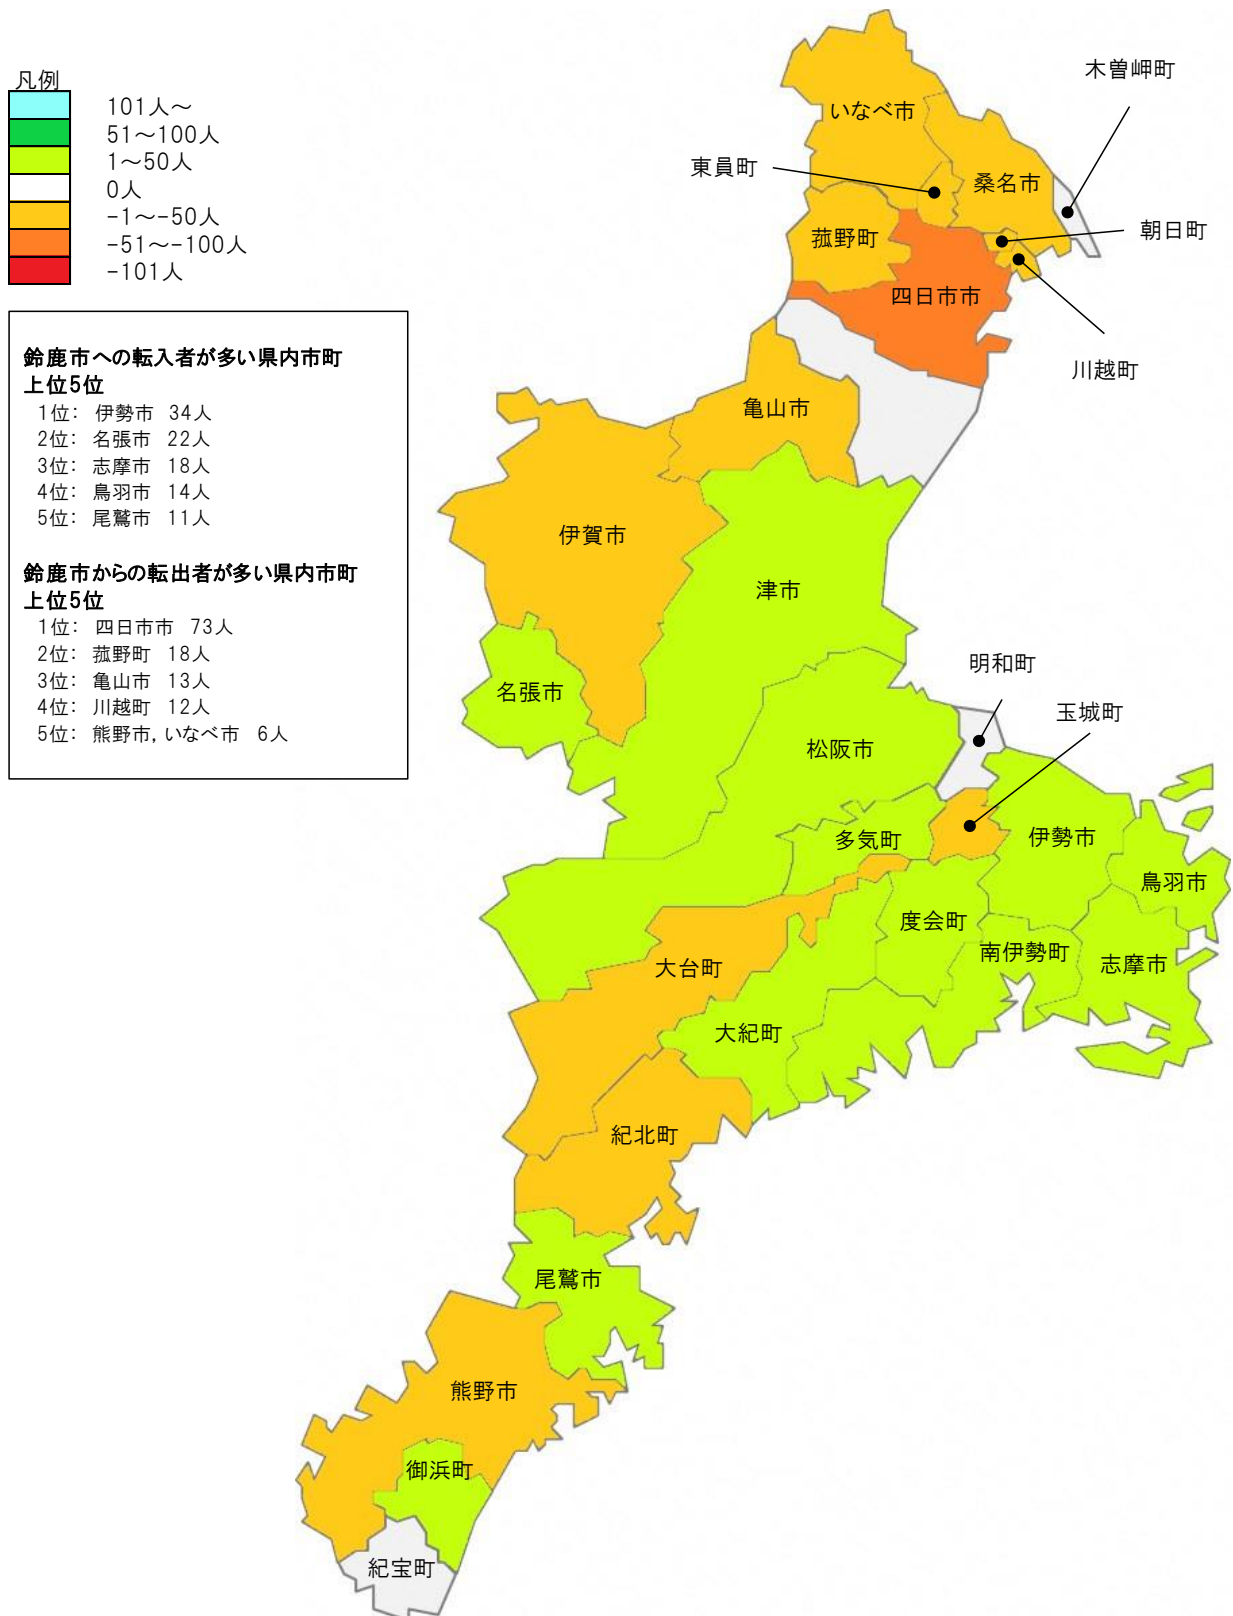 凡例
101人～
51～100人
1～50人
0人
-1～-50人
-51～-100人
-101人
鈴鹿市への転入者が多い県内市町
上位5位
1位： 伊勢市 34人
2位： 名張市 22人
3位： 志摩市 18人
4位： 鳥羽市 14人
5位： 尾鷲市 11人
鈴鹿市からの転出者が多い県内市町
上位5位
1位： 四日市市 73人
2位： 菰野町 18人
3位： 亀山市 13人
4位： 川越町 12人
5位： 熊野市，いなべ市 6人
木曽岬町
いなべ市
東員町
桑名市
朝日町
菰野町
四日市市
川越町
亀山市
伊賀市
津市
明和町
名張市
玉城町
松阪市
多気町
伊勢市
鳥羽市
度会町
南伊勢町
志摩市
大台町
大紀町
紀北町
尾鷲市
熊野市
御浜町
紀宝町